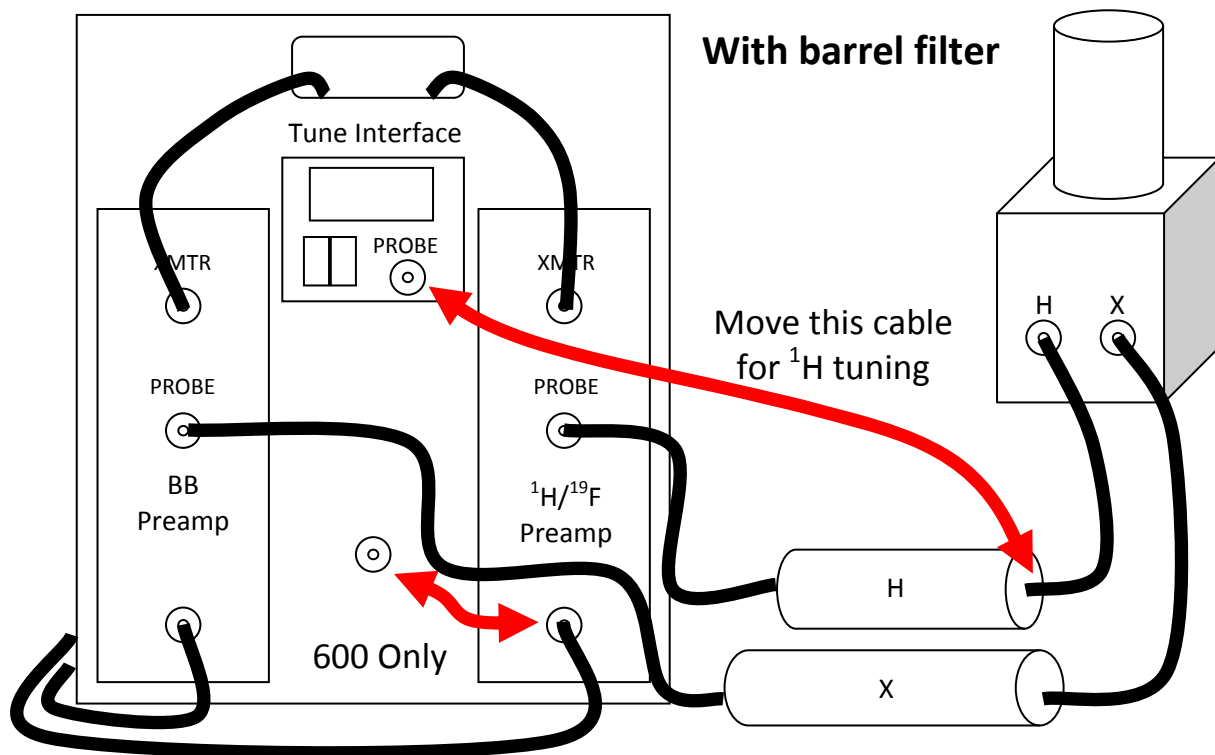 With barrel filter
Tune Interface
XMTR
PROBE
XMTR
H
X
Move this cable
for ¹H tuning
PROBE
PROBE
BB
Preamp
¹H/¹⁹F
Preamp
H
600 Only
X